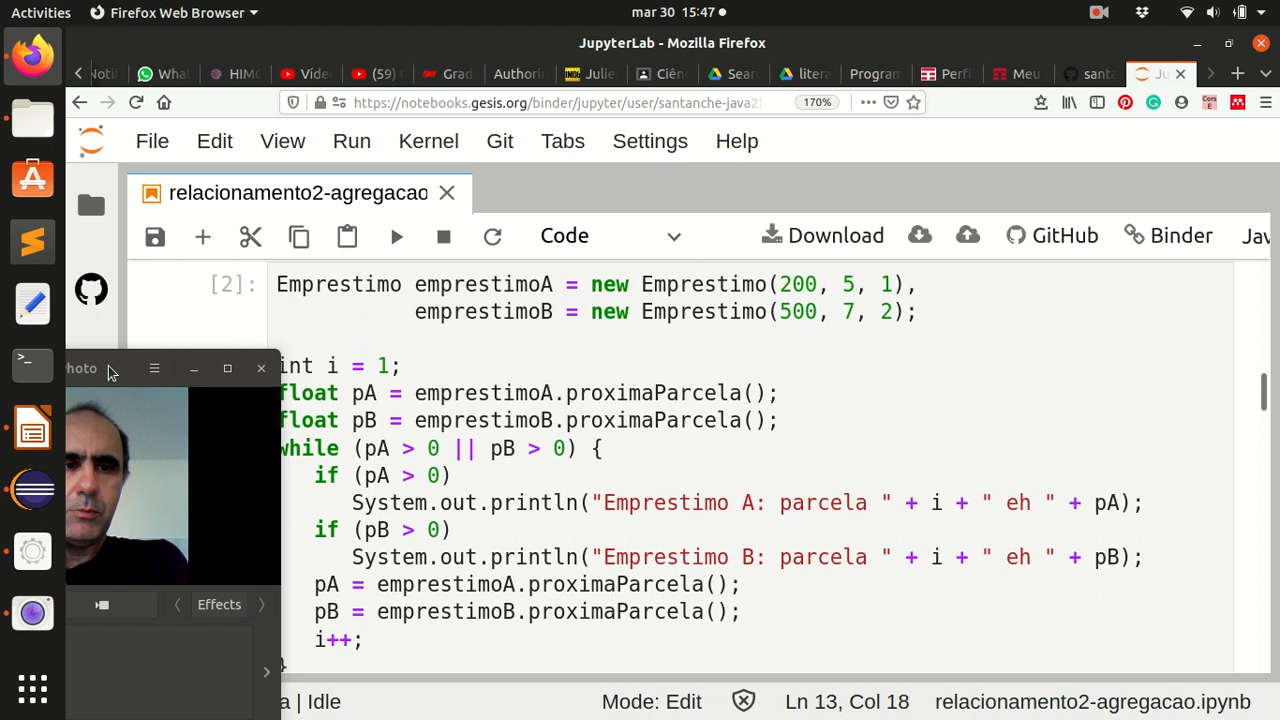 Activities Firefox Web Browser mar 30 15:47
JupyterLab - Mozilla Firefox
Notif What HIMC Víde (59) Grad Authorin IMDb Julie Ciênc Sear litera Program Perfi Meu santa Ju
https://notebooks.gesis.org/binder/jupyter/user/santanche-java2l 170%
File Edit View Run Kernel Git Tabs Settings Help
relacionamento2-agregacao
Code Download GitHub Binder Jav
[2]: Emprestimo emprestimoA = new Emprestimo(200, 5, 1),
emprestimoB = new Emprestimo(500, 7, 2);
int i = 1;
float pA = emprestimoA.proximaParcela();
float pB = emprestimoB.proximaParcela();
while (pA > 0 || pB > 0) {
if (pA > 0)
System.out.println("Emprestimo A: parcela " + i + " eh " + pA);
if (pB > 0)
System.out.println("Emprestimo B: parcela " + i + " eh " + pB);
pA = emprestimoA.proximaParcela();
pB = emprestimoB.proximaParcela();
i++;
}
hoto
Effects
a | Idle Mode: Edit Ln 13, Col 18 relacionamento2-agregacao.ipynb